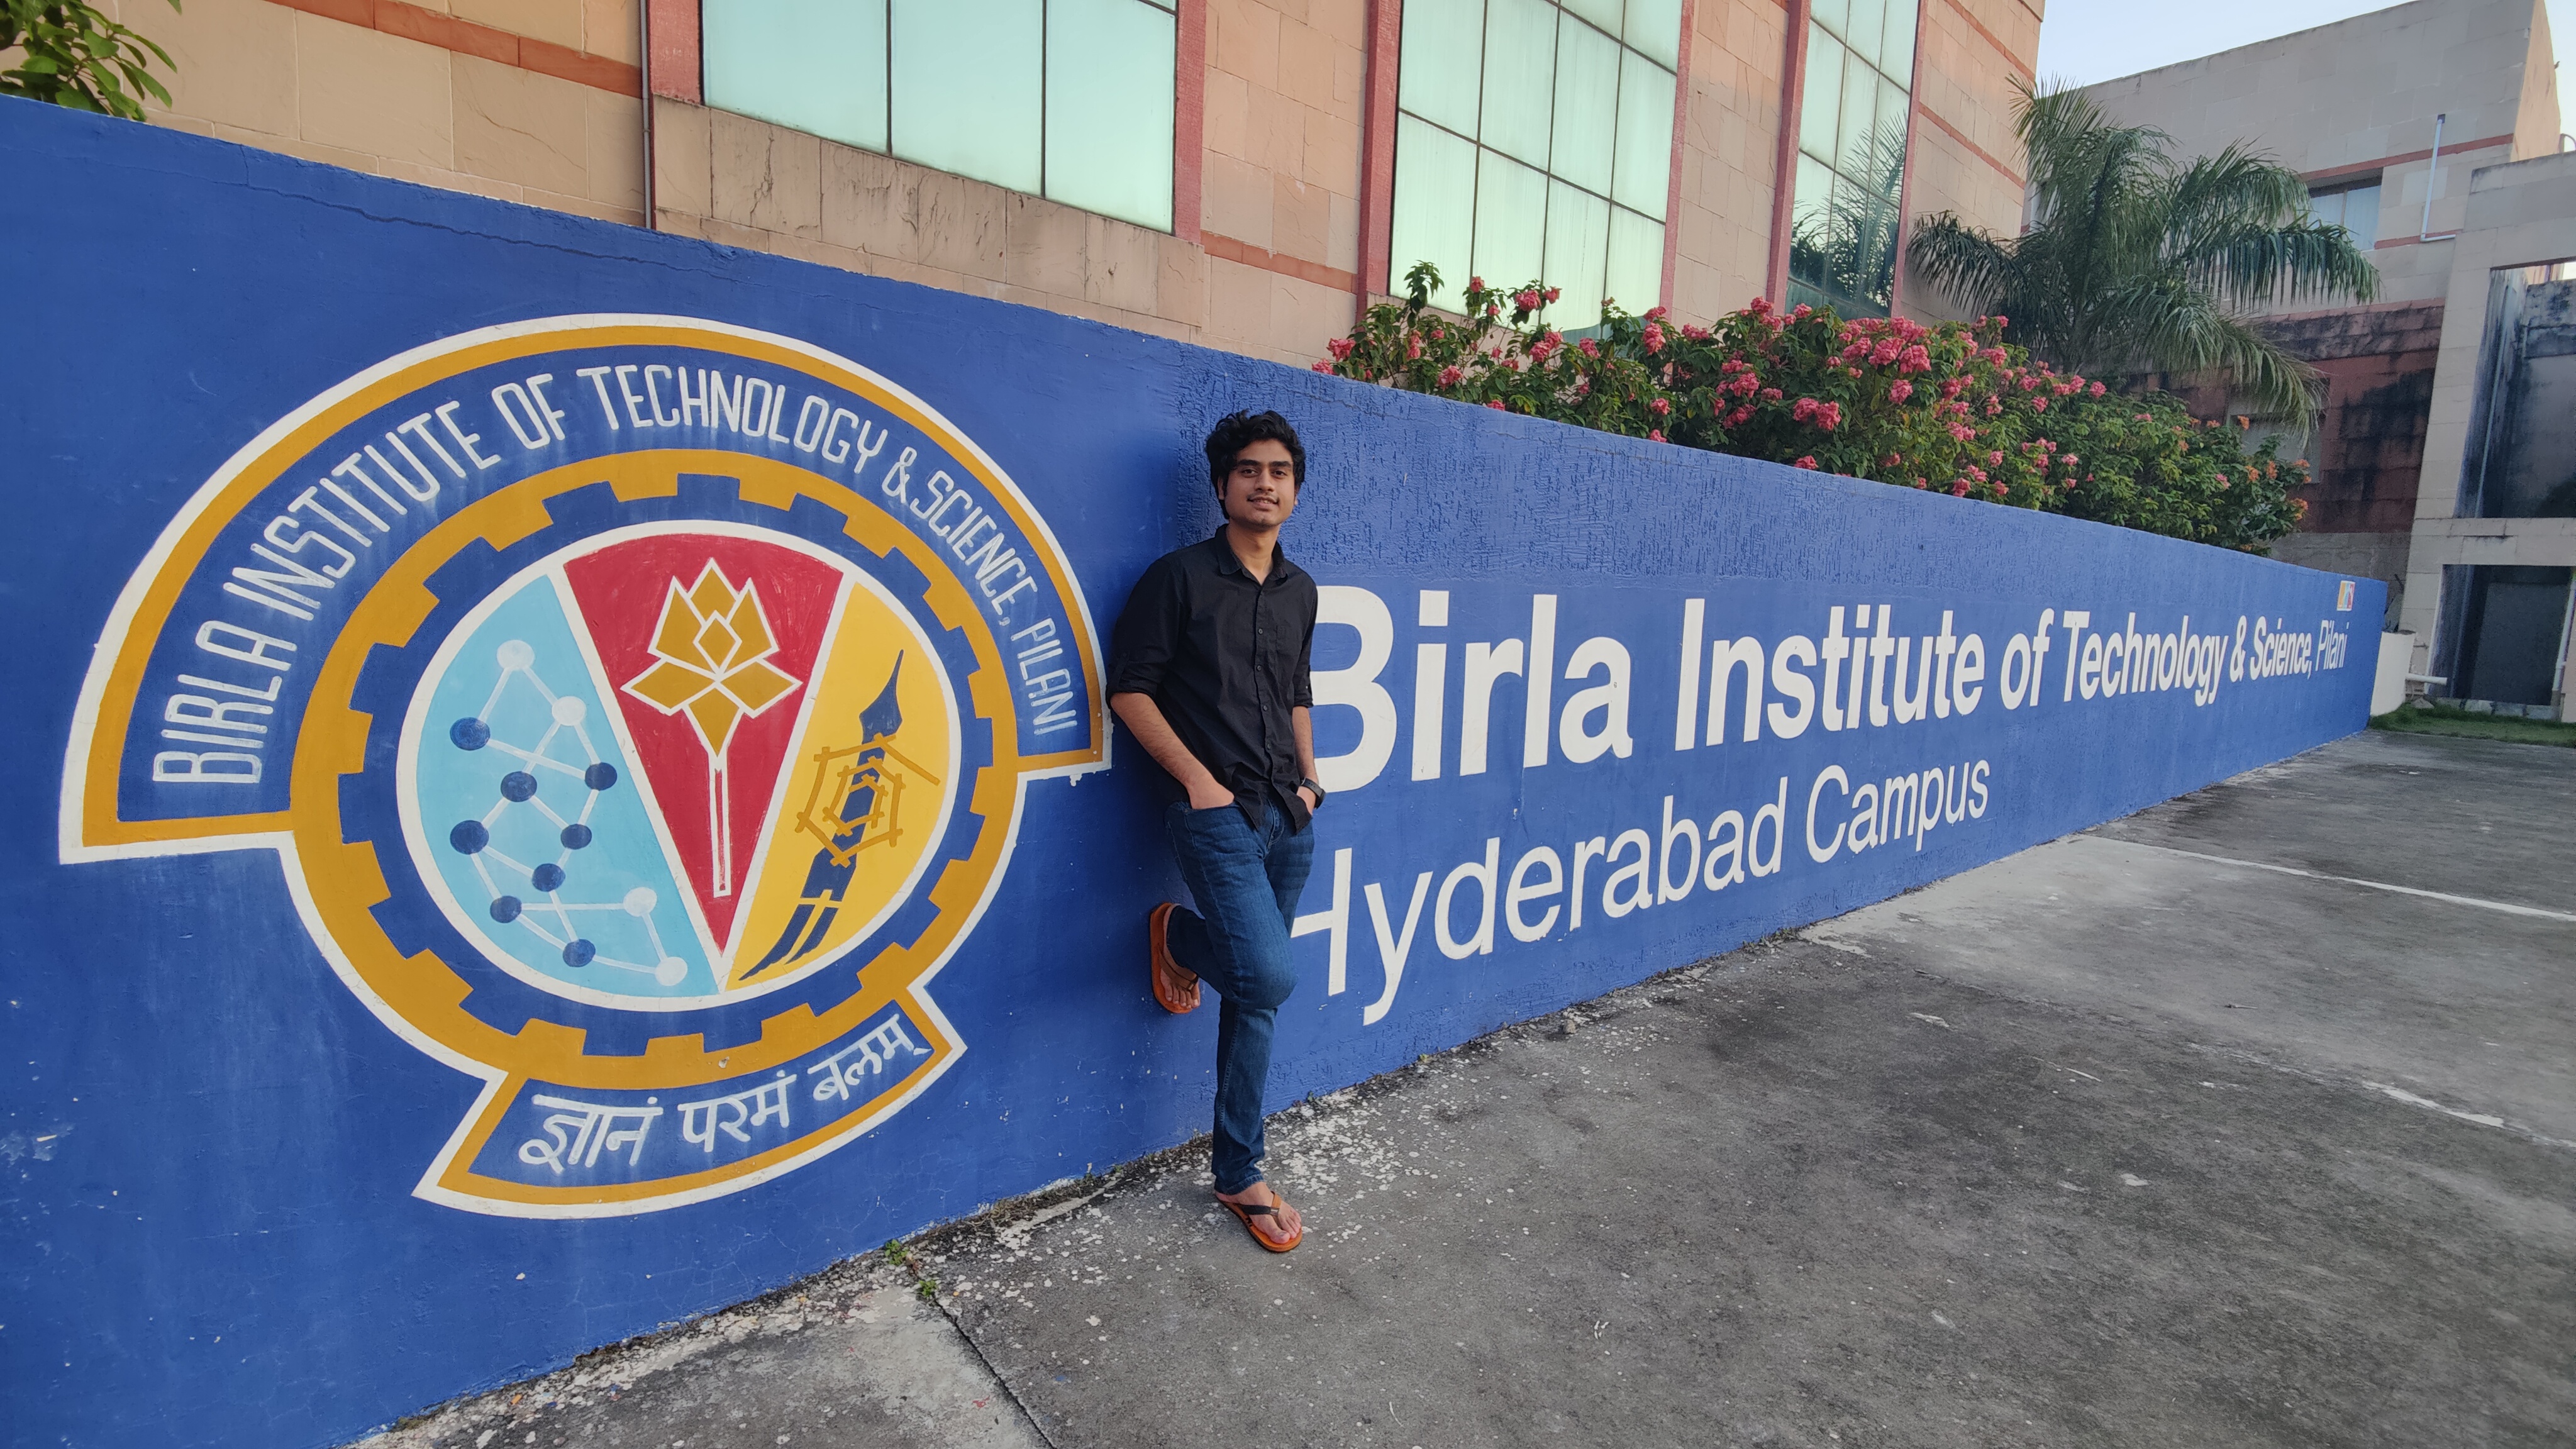 BIRLA INSTITUTE OF TECHNOLOGY & SCIENCE, PILANI
ज्ञानं परमं बलम्
Birla Institute of Technology & Science, Pilani
Hyderabad Campus